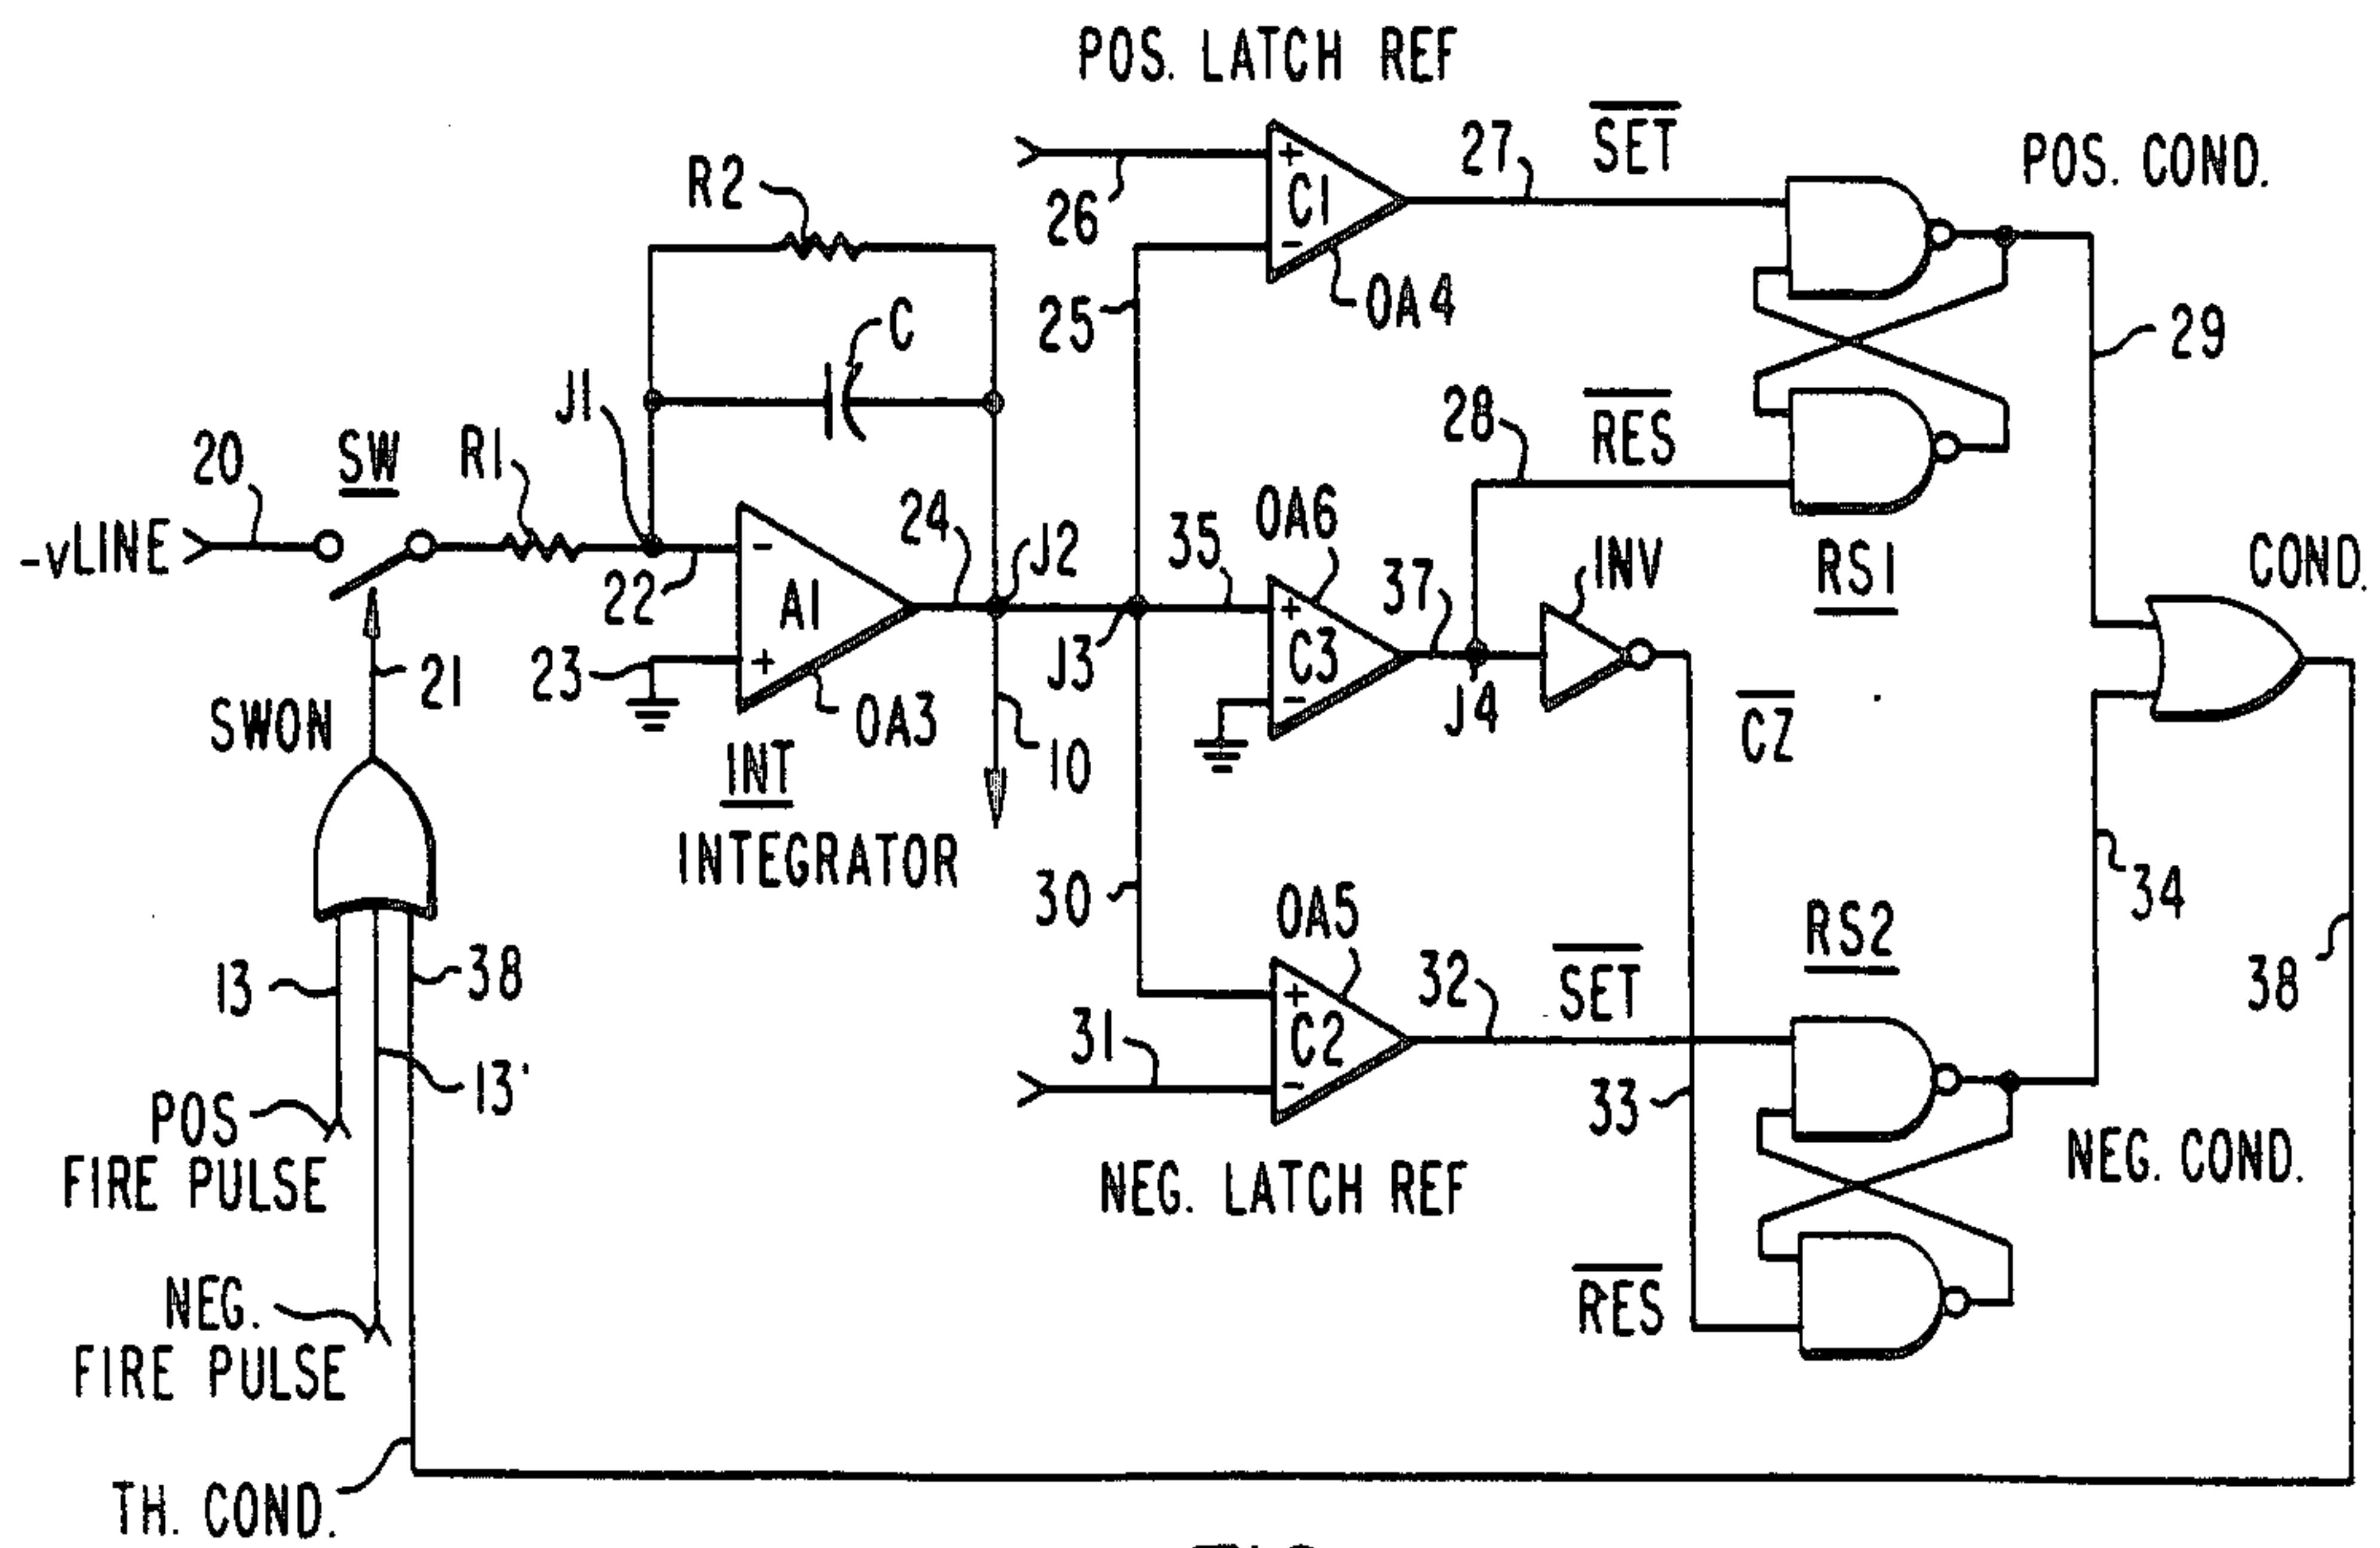 POS. LATCH REF
27
SET
POS. COND.
R2
+
C1
-
26
25
OA4
29
C
J1
28
RES
20
SW
R1
24
J2
35
OA6
37
INV
RS1
COND.
-vLINE
22
-
A1
+
23
+
C3
-
J3
J4
CZ
21
SWON
OA3
INT
INTEGRATOR
10
30
OA5
32
SET
RS2
34
38
13
38
13'
31
+
C2
-
33
POS
FIRE PULSE
NEG. LATCH REF
NEG. COND.
NEG.
FIRE PULSE
RES
TH. COND.